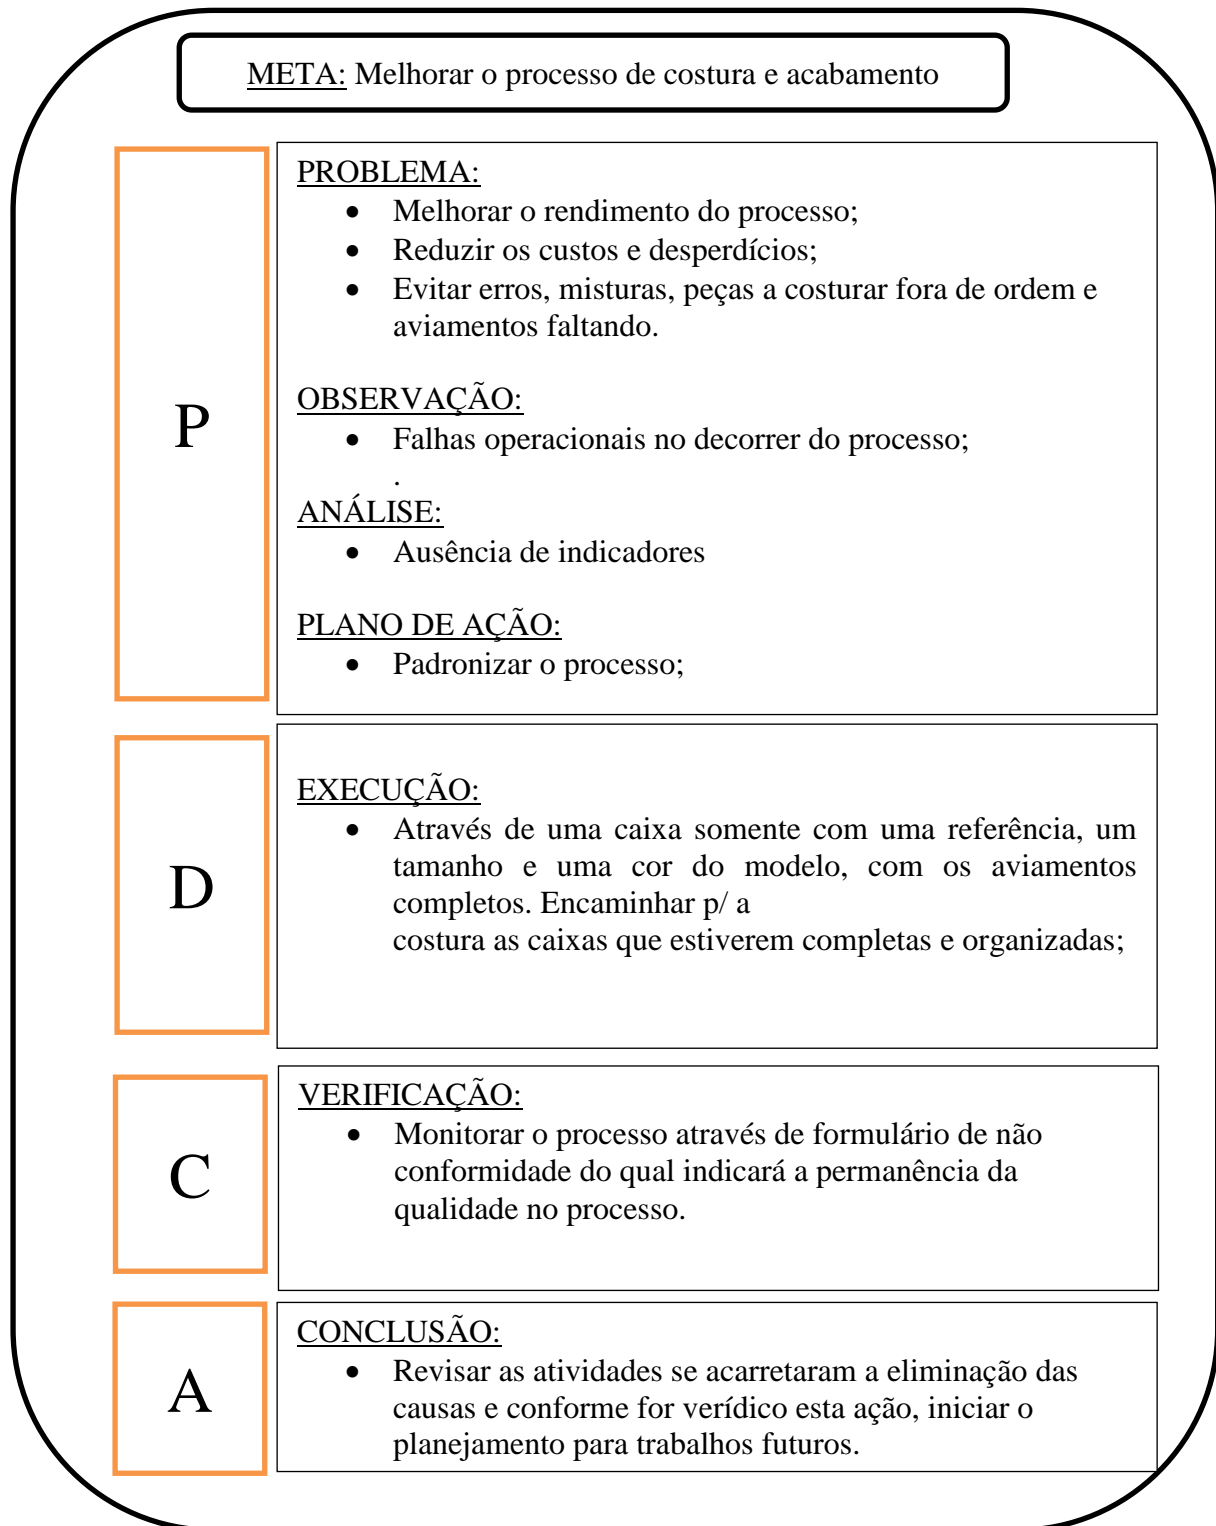 META: Melhorar o processo de costura e acabamento
P
PROBLEMA:
• Melhorar o rendimento do processo;
• Reduzir os custos e desperdícios;
• Evitar erros, misturas, peças a costurar fora de ordem e
aviamentos faltando.
OBSERVAÇÃO:
• Falhas operacionais no decorrer do processo;
.
ANÁLISE:
• Ausência de indicadores
PLANO DE AÇÃO:
• Padronizar o processo;
D
EXECUÇÃO:
• Através de uma caixa somente com uma referência, um
tamanho e uma cor do modelo, com os aviamentos
completos. Encaminhar p/ a
costura as caixas que estiverem completas e organizadas;
C
VERIFICAÇÃO:
• Monitorar o processo através de formulário de não
conformidade do qual indicará a permanência da
qualidade no processo.
A
CONCLUSÃO:
• Revisar as atividades se acarretaram a eliminação das
causas e conforme for verídico esta ação, iniciar o
planejamento para trabalhos futuros.